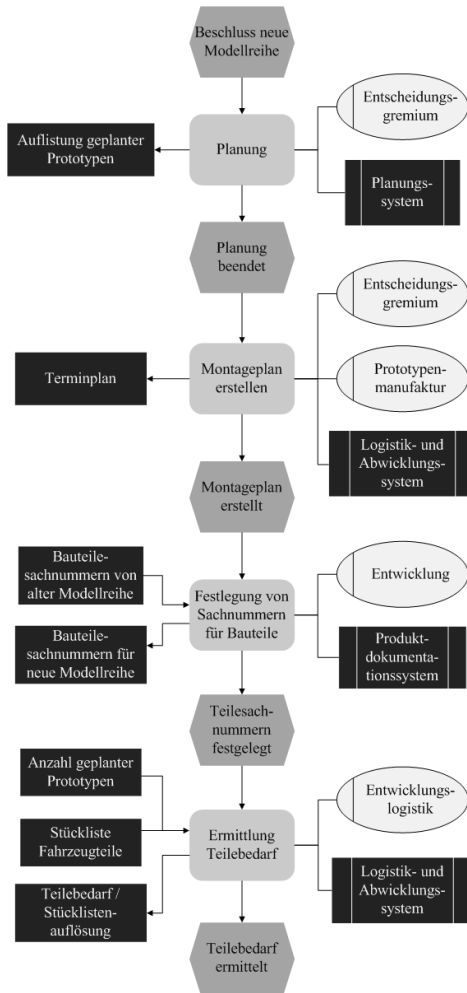 Beschluss neue
Modellreihe
Entscheidungs-
gremium
Auflistung geplanter
Prototypen
Planung
Planungs-
system
Planung
beendet
Entscheidungs-
gremium
Terminplan
Montageplan
erstellen
Prototypen-
manufaktur
Logistik- und
Abwicklungs-
system
Montageplan
erstellt
Bauteile-
sachnummern von
alter Modellreihe
Festlegung von
Sachnummern
für Bauteile
Entwicklung
Bauteile-
sachnummern für
neue Modellreihe
Produkt-
dokumenta-
tionssystem
Teilesach-
nummern
festgelegt
Anzahl geplanter
Prototypen
Entwicklungs-
logistik
Stückliste
Fahrzeugteile
Ermittlung
Teilebedarf
Teilebedarf /
Stücklisten-
auflösung
Logistik- und
Abwicklungs-
system
Teilebedarf
ermittelt